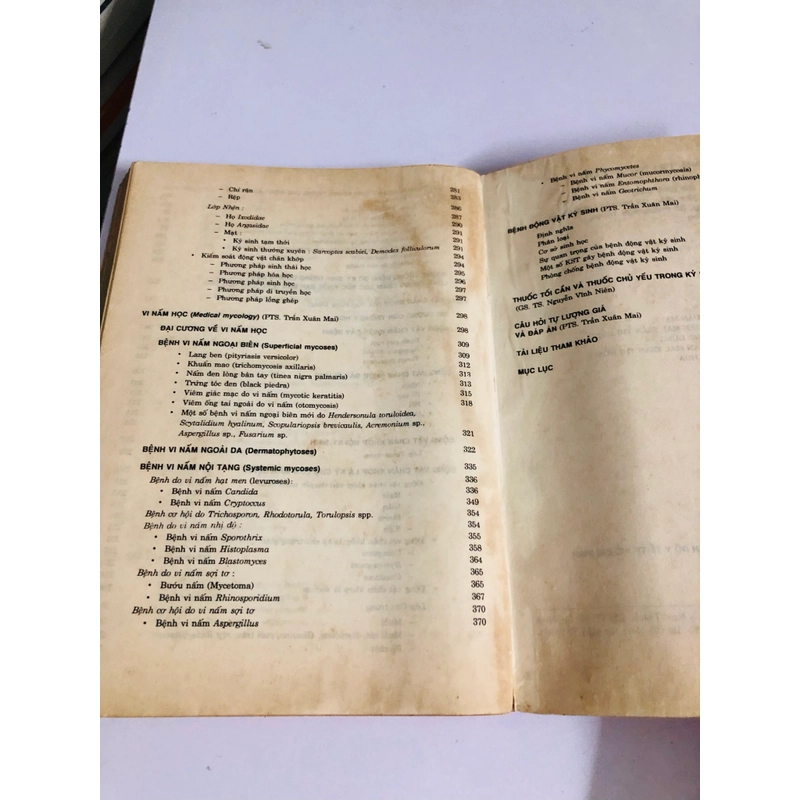 – Chí rận 281
– Rệp 283
Lớp Nhện : 286
– Họ Ixodidae 287
– Họ Argasidae 290
– Mạt : 291
• Ký sinh tạm thời 291
• Ký sinh thường xuyên : Sarcoptes scabiei, Demodex folliculorum 291
• Kiểm soát động vật chân khớp 294
– Phương pháp sinh thái học 294
– Phương pháp hóa học 295
– Phương pháp sinh học 296
– Phương pháp di truyền học 297
– Phương pháp lồng ghép 297
VI NẤM HỌC (Medical mycology) (PTS. Trần Xuân Mai) 298
ĐẠI CƯƠNG VỀ VI NẤM HỌC 298
BỆNH VI NẤM NGOẠI BIÊN (Superficial mycoses) 309
• Lang ben (pityriasis versicolor) 309
• Khuẩn mao (trichomycosis axillaris) 312
• Nấm đen lòng bàn tay (tinea nigra palmaris) 313
• Trứng tóc đen (black piedra) 313
• Viêm giác mạc do vi nấm (mycotic keratitis) 315
• Viêm ống tai ngoài do vi nấm (otomycosis) 318
• Một số bệnh vi nấm ngoại biên mới do Hendersonula toruloidea,
Scytalidium hyalinum, Scopulariopsis brevicaulis, Acremonium sp.,
Aspergillus sp., Fusarium sp. 321
BỆNH VI NẤM NGOÀI DA (Dermatophytoses) 322
BỆNH VI NẤM NỘI TẠNG (Systemic mycoses) 335
Bệnh do vi nấm hạt men (levuroses): 336
• Bệnh vi nấm Candida 336
• Bệnh vi nấm Cryptoccus 349
Bệnh cơ hội do Trichosporon, Rhodotorula, Torulopsis spp. 354
Bệnh do vi nấm nhị độ : 354
• Bệnh vi nấm Sporothrix 355
• Bệnh vi nấm Histoplasma 358
• Bệnh vi nấm Blastomyces 364
Bệnh do vi nấm sợi tơ : 365
• Bướu nấm (Mycetoma) 365
• Bệnh vi nấm Rhinosporidium 367
Bệnh cơ hội do vi nấm sợi tơ 370
• Bệnh vi nấm Aspergillus 370
• Bệnh vi nấm Phycomycetes
– Bệnh vi nấm Mucor (mucormycosis)
– Bệnh vi nấm Entomophthora (rhinoph
– Bệnh vi nấm Geotrichum
BỆNH ĐỘNG VẬT KÝ SINH (PTS. Trần Xuân Mai)
Định nghĩa
Phân loại
Cơ sở sinh học
Sự quan trọng của bệnh động vật ký sinh
Một số KST gây bệnh động vật ký sinh
Phòng chống bệnh động vật ký sinh
THUỐC TỐI CẦN VÀ THUỐC CHỦ YẾU TRONG KÝ
(GS. TS. Nguyễn Vĩnh Niên)
CÂU HỎI TỰ LƯỢNG GIÁ
VÀ ĐÁP ÁN (PTS. Trần Xuân Mai)
TÀI LIỆU THAM KHẢO
MỤC LỤC